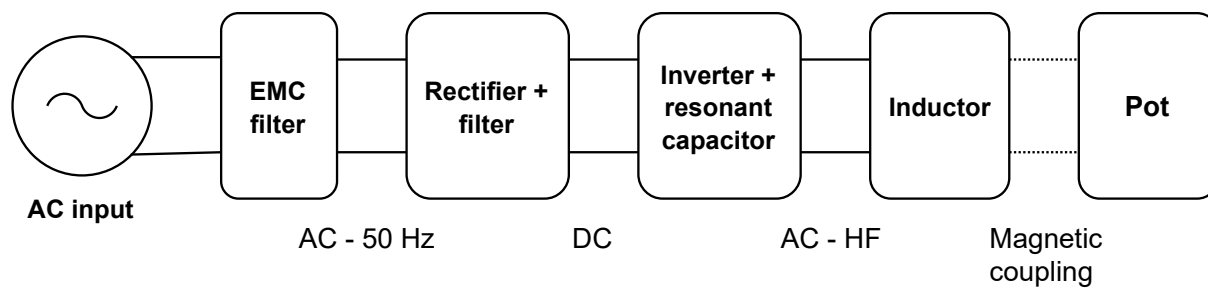 AC input
EMC
filter
Rectifier +
filter
Inverter +
resonant
capacitor
Inductor
Pot
AC - 50 Hz
DC
AC - HF
Magnetic
coupling